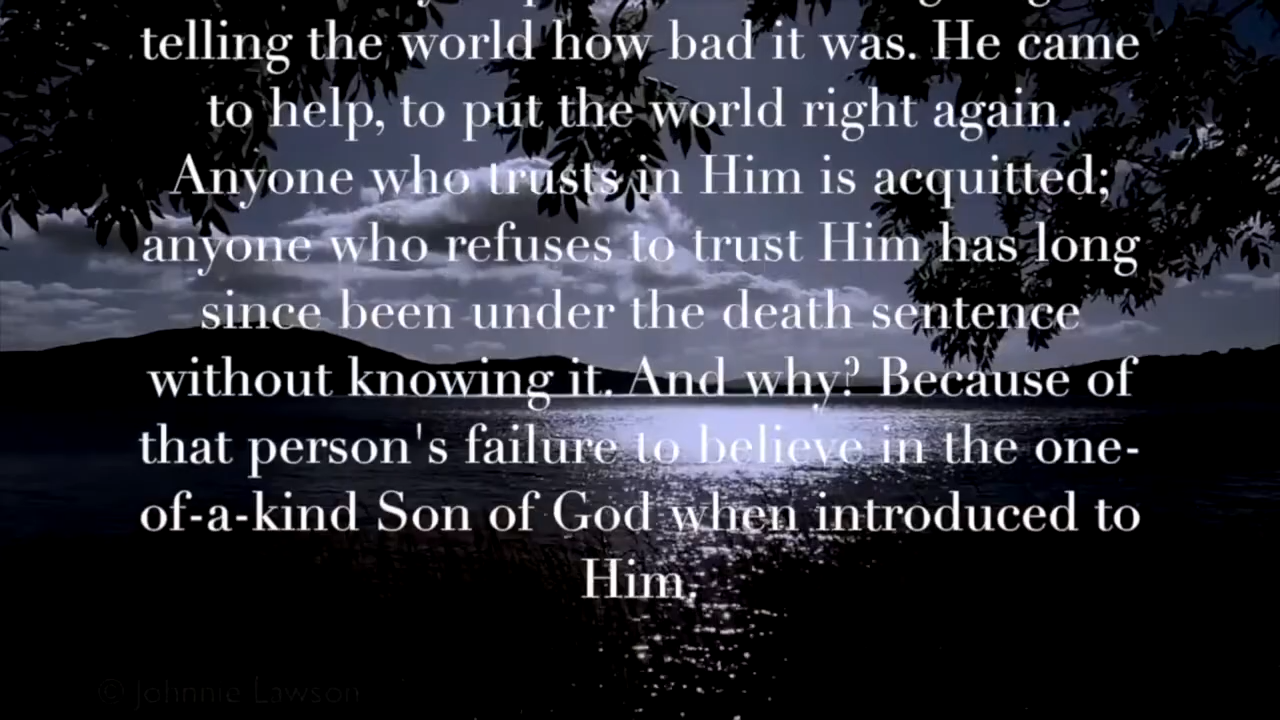 telling the world how bad it was. He came
to help, to put the world right again.
Anyone who trusts in Him is acquitted;
anyone who refuses to trust Him has long
since been under the death sentence
without knowing it. And why? Because of
that person's failure to believe in the one-
of-a-kind Son of God when introduced to
Him.
© Johnnie Lawson